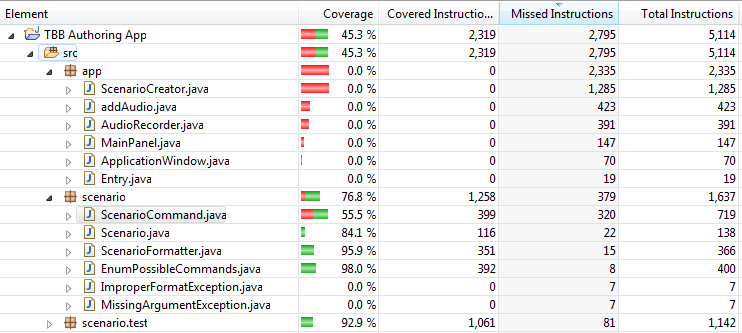 Element Coverage Covered Instructio... Missed Instructions Total Instructions
TBB Authoring App 45.3 % 2,319 2,795 5,114
src 45.3 % 2,319 2,795 5,114
app 0.0 % 0 2,335 2,335
ScenarioCreator.java 0.0 % 0 1,285 1,285
addAudio.java 0.0 % 0 423 423
AudioRecorder.java 0.0 % 0 391 391
MainPanel.java 0.0 % 0 147 147
ApplicationWindow.java 0.0 % 0 70 70
Entry.java 0.0 % 0 19 19
scenario 76.8 % 1,258 379 1,637
ScenarioCommand.java 55.5 % 399 320 719
Scenario.java 84.1 % 116 22 138
ScenarioFormatter.java 95.9 % 351 15 366
EnumPossibleCommands.java 98.0 % 392 8 400
ImproperFormatException.java 0.0 % 0 7 7
MissingArgumentException.java 0.0 % 0 7 7
scenario.test 92.9 % 1,061 81 1,142